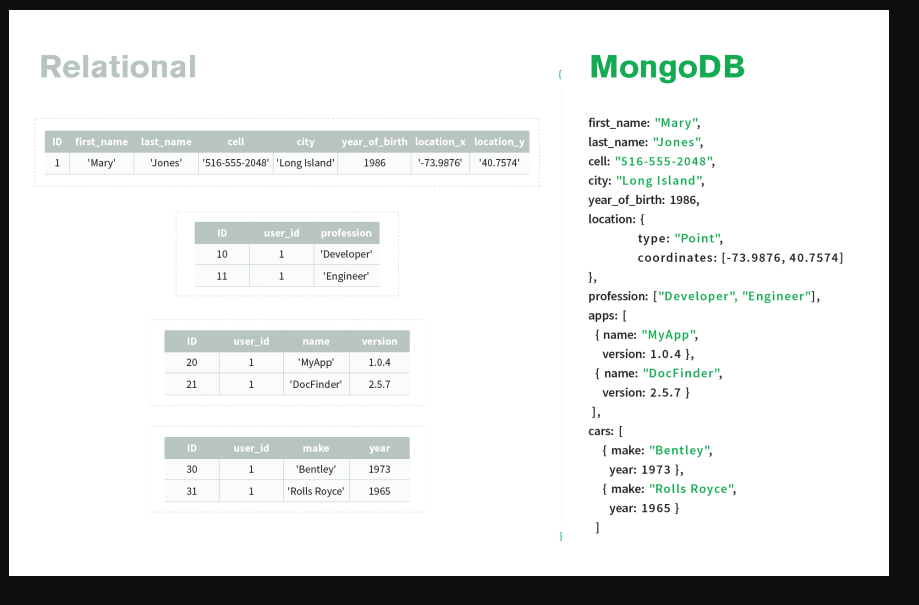 Relational
ID first_name last_name cell city year_of_birth location_x location_y
1 'Mary' 'Jones' '516-555-2048' 'Long Island' 1986 '-73.9876' '40.7574'
ID user_id profession
10 1 'Developer'
11 1 'Engineer'
ID user_id name version
20 1 'MyApp' 1.0.4
21 1 'DocFinder' 2.5.7
ID user_id make year
30 1 'Bentley' 1973
31 1 'Rolls Royce' 1965
MongoDB
{
first_name: "Mary",
last_name: "Jones",
cell: "516-555-2048",
city: "Long Island",
year_of_birth: 1986,
location: {
type: "Point",
coordinates: [-73.9876, 40.7574]
},
profession: ["Developer", "Engineer"],
apps: [
{ name: "MyApp",
version: 1.0.4 },
{ name: "DocFinder",
version: 2.5.7 }
],
cars: [
{ make: "Bentley",
year: 1973 },
{ make: "Rolls Royce",
year: 1965 }
]
}